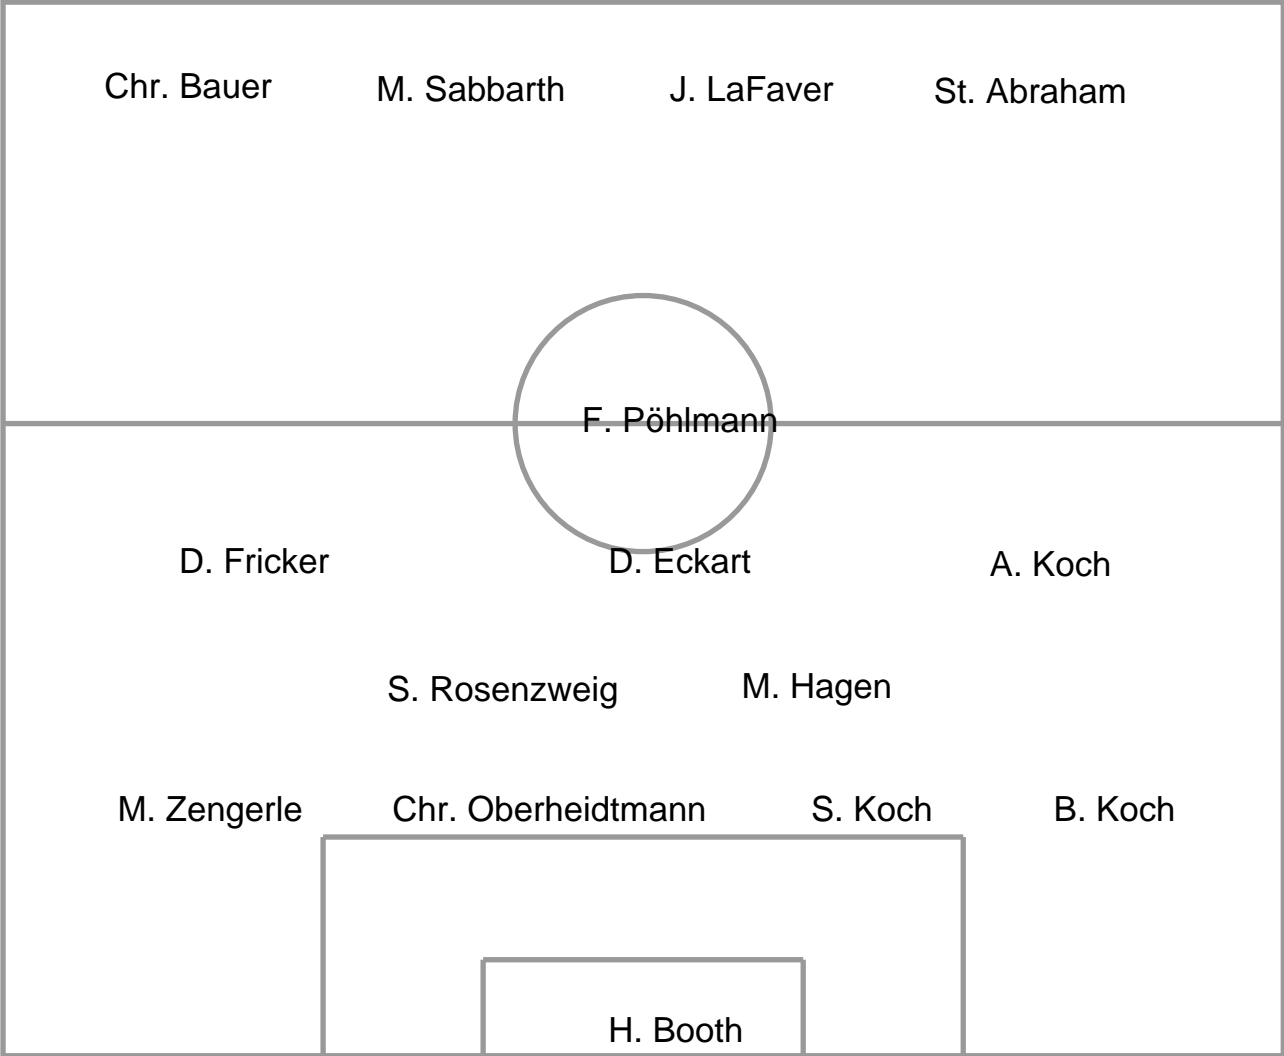 Chr. Bauer M. Sabbarth J. LaFaver St. Abraham
F. Pöhlmann
D. Fricker D. Eckart A. Koch
S. Rosenzweig M. Hagen
M. Zengerle Chr. Oberheidtmann S. Koch B. Koch
H. Booth